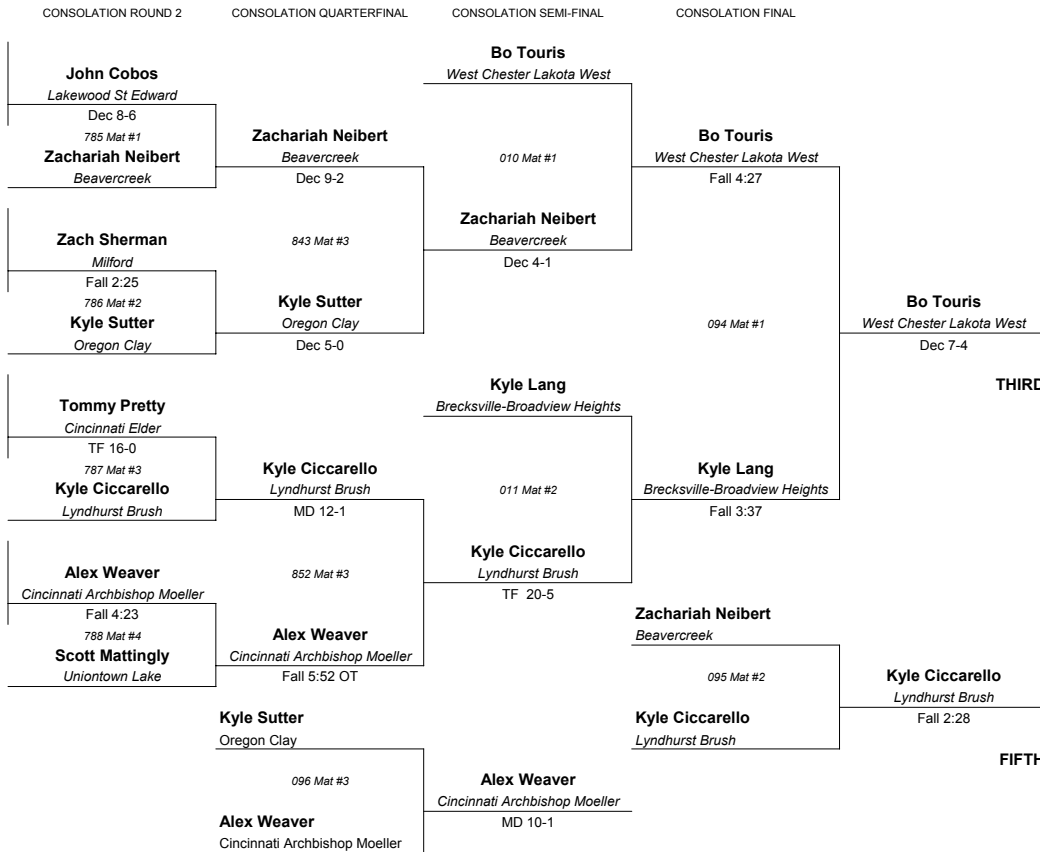 CONSOLATION ROUND 2
CONSOLATION QUARTERFINAL
CONSOLATION SEMI-FINAL
CONSOLATION FINAL
John Cobos
Lakewood St Edward
Dec 8-6
785 Mat #1
Zachariah Neibert
Beavercreek
Zach Sherman
Milford
Fall 2:25
786 Mat #2
Kyle Sutter
Oregon Clay
Tommy Pretty
Cincinnati Elder
TF 16-0
787 Mat #3
Kyle Ciccarello
Lyndhurst Brush
Alex Weaver
Cincinnati Archbishop Moeller
Fall 4:23
788 Mat #4
Scott Mattingly
Uniontown Lake
Zachariah Neibert
Beavercreek
Dec 9-2
843 Mat #3
Kyle Sutter
Oregon Clay
Dec 5-0
Kyle Ciccarello
Lyndhurst Brush
MD 12-1
852 Mat #3
Alex Weaver
Cincinnati Archbishop Moeller
Fall 5:52 OT
Kyle Sutter
Oregon Clay
096 Mat #3
Alex Weaver
Cincinnati Archbishop Moeller
Bo Touris
West Chester Lakota West
010 Mat #1
Zachariah Neibert
Beavercreek
Dec 4-1
Kyle Lang
Brecksville-Broadview Heights
011 Mat #2
Kyle Ciccarello
Lyndhurst Brush
TF 20-5
Alex Weaver
Cincinnati Archbishop Moeller
MD 10-1
Bo Touris
West Chester Lakota West
Fall 4:27
094 Mat #1
Kyle Lang
Brecksville-Broadview Heights
Fall 3:37
Zachariah Neibert
Beavercreek
095 Mat #2
Kyle Ciccarello
Lyndhurst Brush
Bo Touris
West Chester Lakota West
Dec 7-4
THIRD
Kyle Ciccarello
Lyndhurst Brush
Fall 2:28
FIFTH